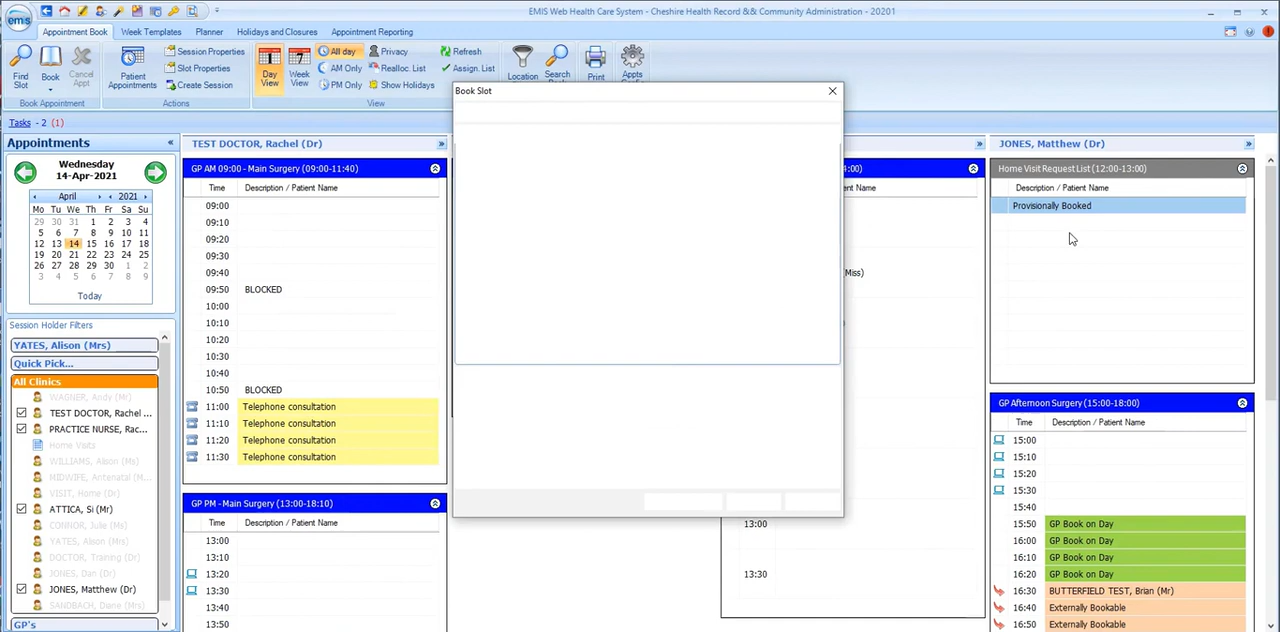 EMIS Web Health Care System - Cheshire Health Record && Community Administration - 20201
emis
Appointment Book Week Templates Planner Holidays and Closures Appointment Reporting
Find Slot
Book
Cancel Appt
Book Appointment
Patient Appointments
Session Properties
Slot Properties
Create Session
Actions
Day View
Week View
All day
AM Only
PM Only
Privacy
Realloc. List
Show Holidays
Refresh
Assign. List
View
Location
Search
Print
Appts
Tasks - 2 (1)
Appointments
Wednesday
14-Apr-2021
April 2021
Mo Tu We Th Fr Sa Su
29 30 31 1 2 3 4
5 6 7 8 9 10 11
12 13 14 15 16 17 18
19 20 21 22 23 24 25
26 27 28 29 30 1 2
3 4 5 6 7 8 9
Today
Session Holder Filters
YATES, Alison (Mrs)
Quick Pick...
All Clinics
WAGNER, Andy (Mr)
TEST DOCTOR, Rachel ...
PRACTICE NURSE, Rac...
Home Visits
WILLIAMS, Alison (Ms)
MIDWIFE, Antenatal (M...
VISIT, Home (Dr)
ATTICA, Si (Mr)
CONNOR, Julie (Ms)
YATES, Alison (Mrs)
DOCTOR, Training (Dr)
JONES, Dan (Dr)
JONES, Matthew (Dr)
SANDBACH, Diane (Mrs)
GP's
TEST DOCTOR, Rachel (Dr)
GP AM 09:00 - Main Surgery (09:00-11:40)
Time Description / Patient Name
09:00
09:10
09:20
09:30
09:40
09:50 BLOCKED
10:00
10:10
10:20
10:30
10:40
10:50 BLOCKED
11:00 Telephone consultation
11:10 Telephone consultation
11:20 Telephone consultation
11:30 Telephone consultation
GP PM - Main Surgery (13:00-18:10)
Time Description / Patient Name
13:00
13:10
13:20
13:30
13:40
13:50
Book Slot
Name
(Miss)
13:00
13:30
JONES, Matthew (Dr)
Home Visit Request List (12:00-13:00)
Description / Patient Name
Provisionally Booked
GP Afternoon Surgery (15:00-18:00)
Time Description / Patient Name
15:00
15:10
15:20
15:30
15:40
15:50 GP Book on Day
16:00 GP Book on Day
16:10 GP Book on Day
16:20 GP Book on Day
16:30 BUTTERFIELD TEST, Brian (Mr)
16:40 Externally Bookable
16:50 Externally Bookable